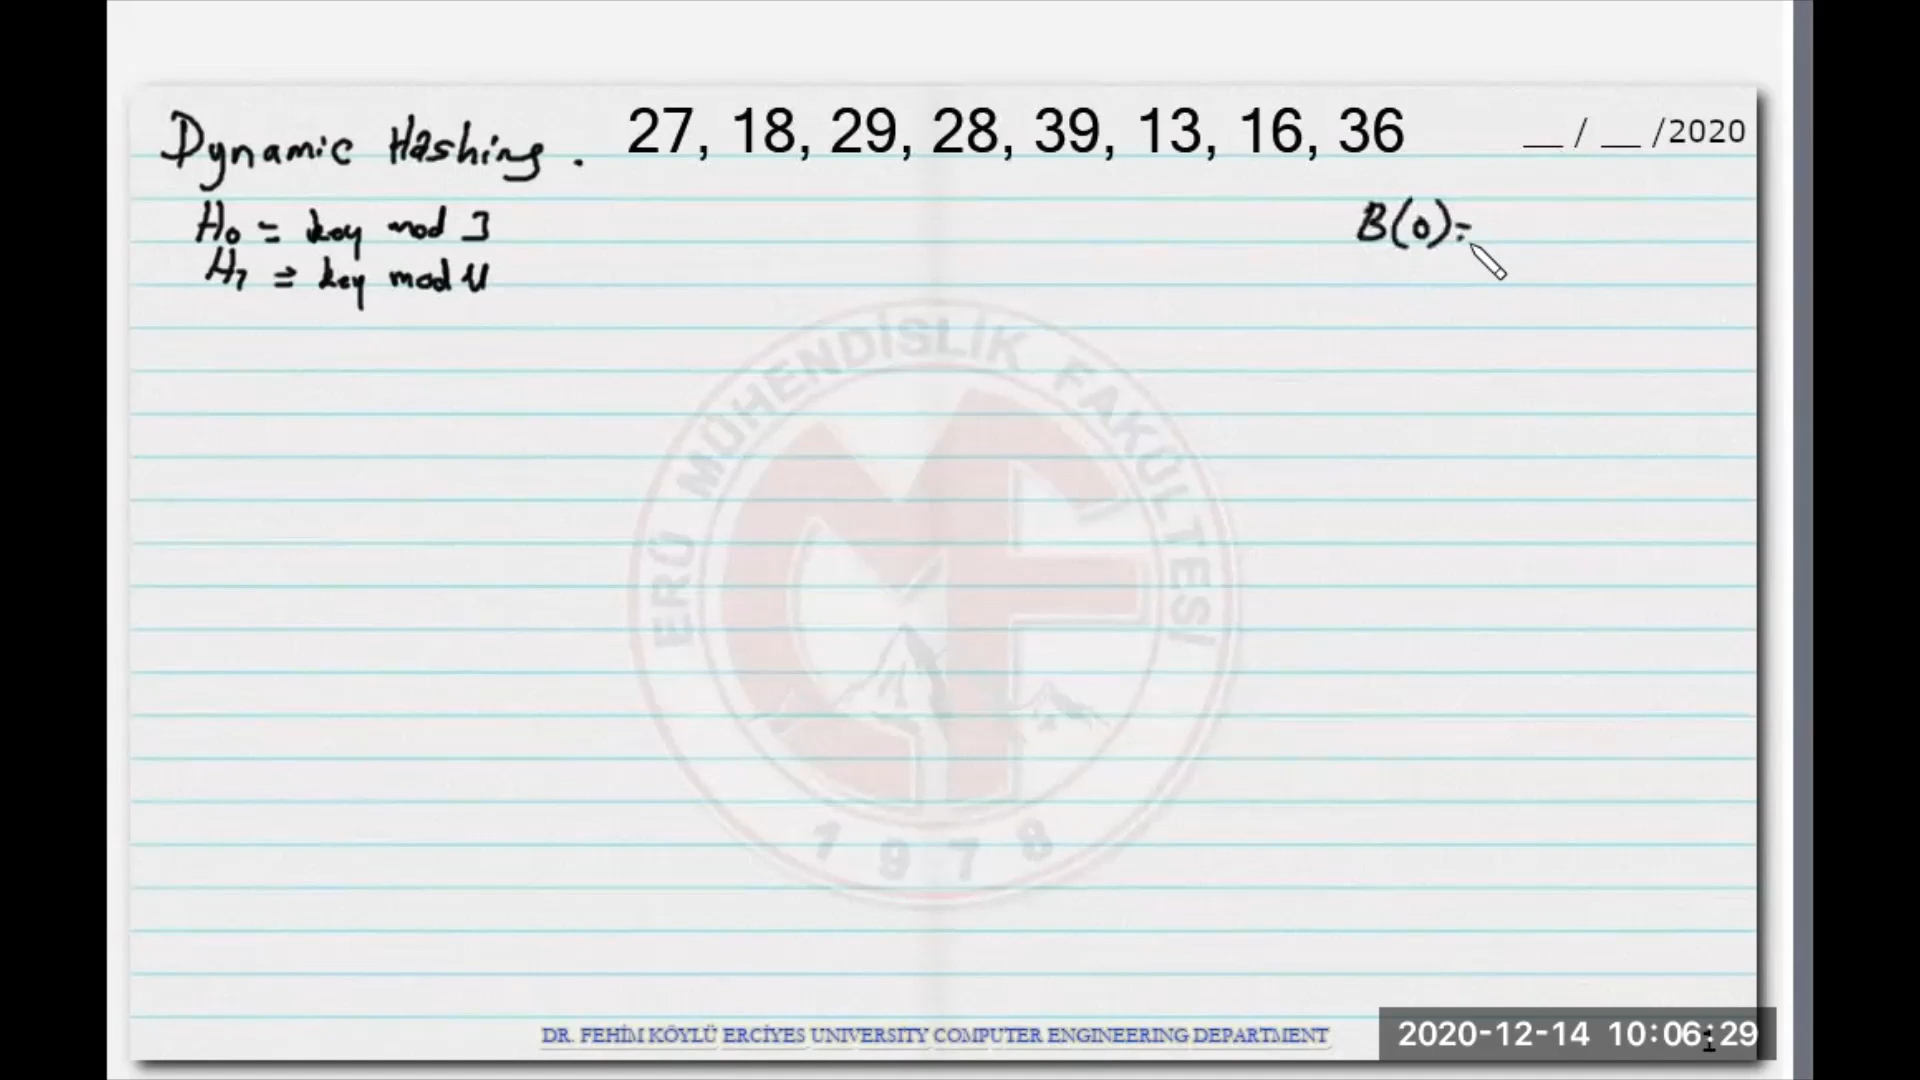 Dynamic Hashing. 27, 18, 29, 28, 39, 13, 16, 36 __ / __ /2020
H0 = key mod 3
B(0)=
H1 = key mod 11
ERÜ MÜHENDİSLİK FAKÜLTESİ
1978
DR. FEHİM KÖYLÜ ERCİYES UNIVERSITY COMPUTER ENGINEERING DEPARTMENT
2020-12-14 10:06:29
1